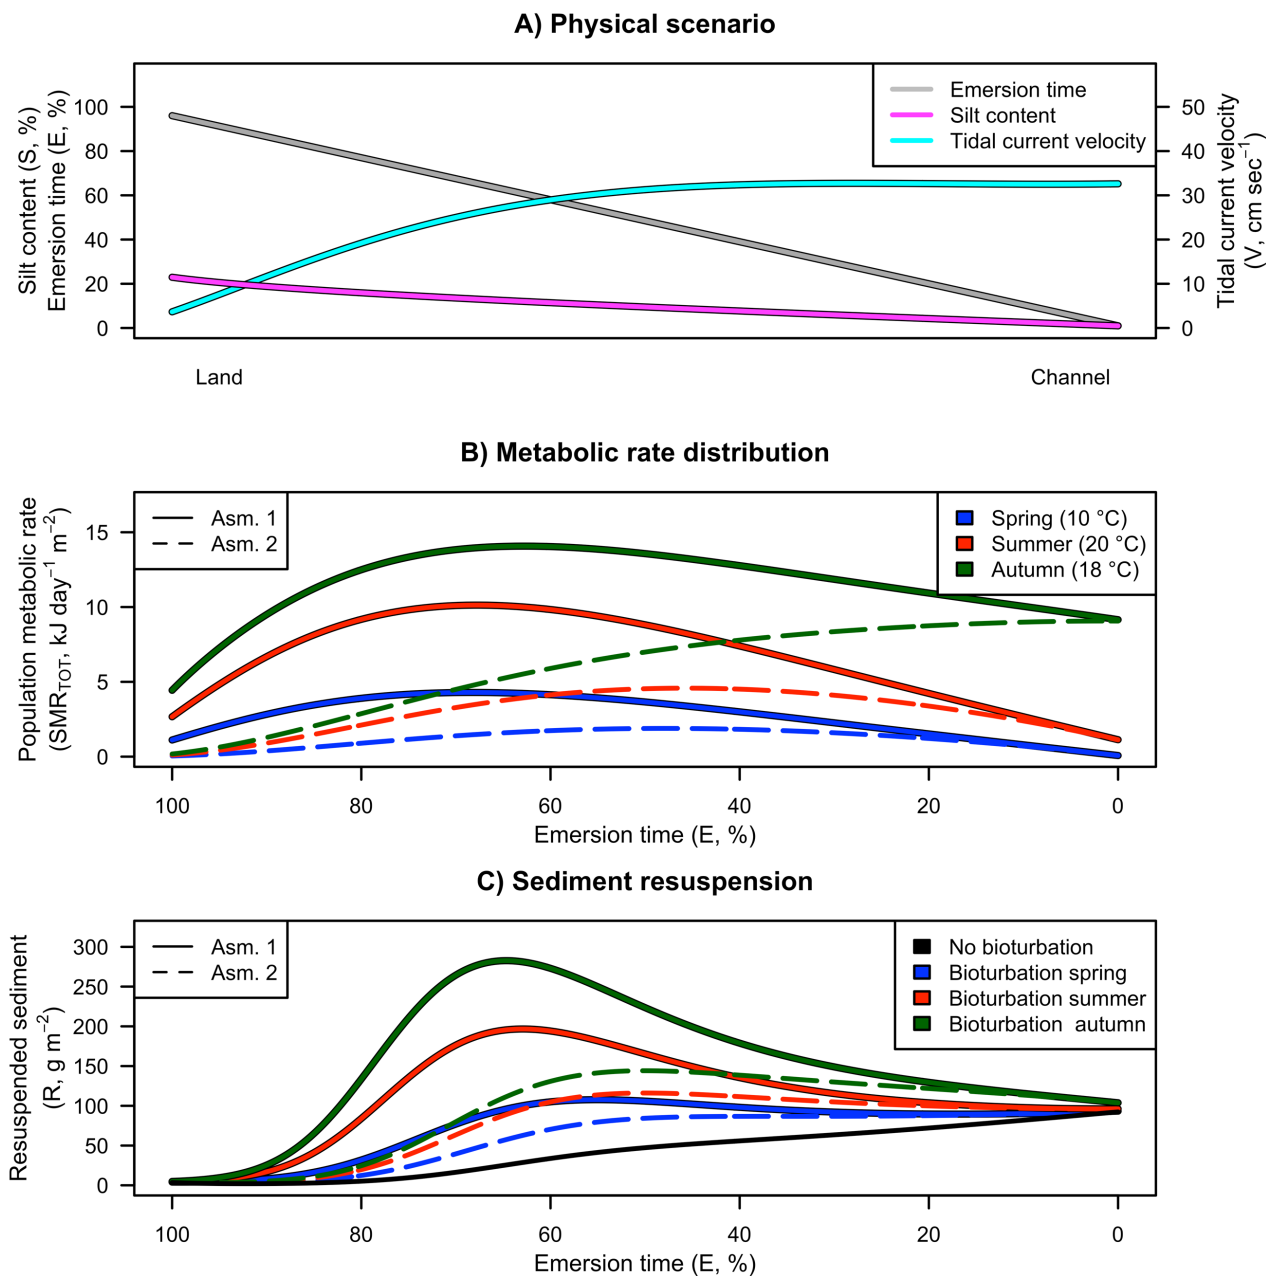 A) Physical scenario
Silt content (S, %)
Emersion time (E, %)
100
80
60
40
20
0
Emersion time
Silt content
Tidal current velocity
50
40
30
20
10
0
Tidal current velocity
(V, cm sec⁻¹)
Land
Channel
B) Metabolic rate distribution
Population metabolic rate
(SMR_TOT, kJ day⁻¹ m⁻²)
15
10
5
0
Asm. 1
Asm. 2
Spring (10 °C)
Summer (20 °C)
Autumn (18 °C)
100 80 60 40 20 0
Emersion time (E, %)
C) Sediment resuspension
Resuspended sediment
(R, g m⁻²)
300
250
200
150
100
50
0
Asm. 1
Asm. 2
No bioturbation
Bioturbation spring
Bioturbation summer
Bioturbation  autumn
100 80 60 40 20 0
Emersion time (E, %)